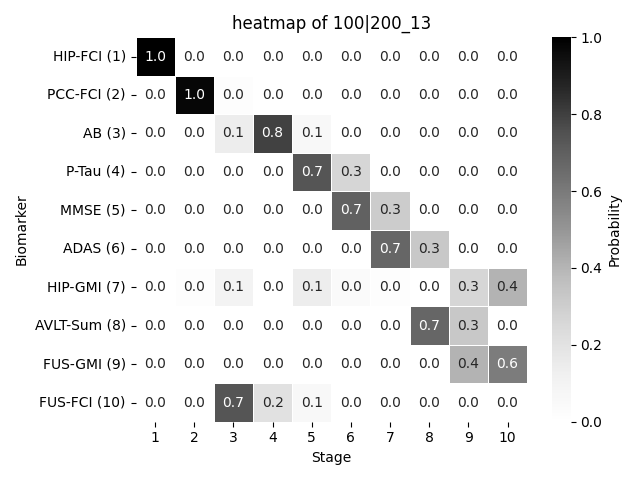 heatmap of 100|200_13
HIP-FCI (1) 1.0 0.0 0.0 0.0 0.0 0.0 0.0 0.0 0.0 0.0
PCC-FCI (2) 0.0 1.0 0.0 0.0 0.0 0.0 0.0 0.0 0.0 0.0
AB (3) 0.0 0.0 0.1 0.8 0.1 0.0 0.0 0.0 0.0 0.0
P-Tau (4) 0.0 0.0 0.0 0.0 0.7 0.3 0.0 0.0 0.0 0.0
MMSE (5) 0.0 0.0 0.0 0.0 0.0 0.7 0.3 0.0 0.0 0.0
ADAS (6) 0.0 0.0 0.0 0.0 0.0 0.0 0.7 0.3 0.0 0.0
HIP-GMI (7) 0.0 0.0 0.1 0.0 0.1 0.0 0.0 0.0 0.3 0.4
AVLT-Sum (8) 0.0 0.0 0.0 0.0 0.0 0.0 0.0 0.7 0.3 0.0
FUS-GMI (9) 0.0 0.0 0.0 0.0 0.0 0.0 0.0 0.0 0.4 0.6
FUS-FCI (10) 0.0 0.0 0.7 0.2 0.1 0.0 0.0 0.0 0.0 0.0
1 2 3 4 5 6 7 8 9 10
Stage
Biomarker
1.0
0.8
0.6
0.4
0.2
0.0
Probability